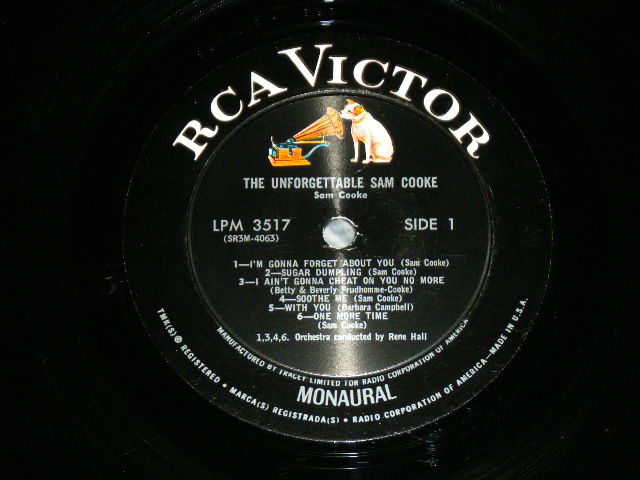 RCA VICTOR
THE UNFORGETTABLE SAM COOKE
Sam Cooke
LPM 3517
(SR3M-4063)
SIDE 1
1—I'M GONNA FORGET ABOUT YOU (Sam Cooke)
2—SUGAR DUMPLING (Sam Cooke)
3—I AIN'T GONNA CHEAT ON YOU NO MORE
(Betty & Beverly Prudhomme-Cooke)
4—SOOTHE ME (Sam Cooke)
5—WITH YOU (Barbara Campbell)
6—ONE MORE TIME
(Sam Cooke)
1,3,4,6. Orchestra conducted by Rene Hall
MANUFACTURED BY TRACEY LIMITED FOR RADIO CORPORATION OF AMERICA
MONAURAL
TMK(S) ® REGISTERED • MARCA(S) REGISTRADA(S) • RADIO CORPORATION OF AMERICA—MADE IN U.S.A.